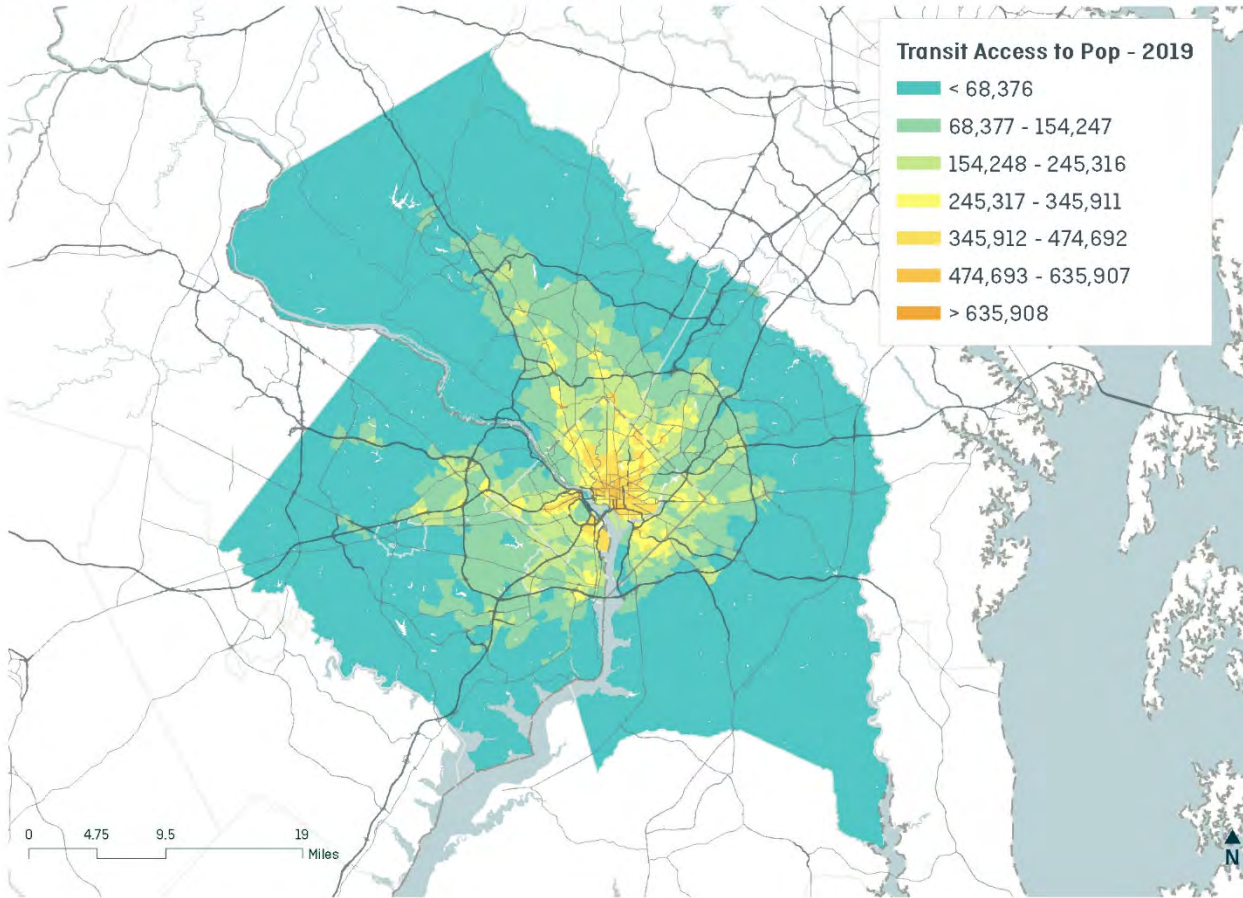 Transit Access to Pop - 2019
< 68,376
68,377 - 154,247
154,248 - 245,316
245,317 - 345,911
345,912 - 474,692
474,693 - 635,907
> 635,908
0 4.75 9.5 19
Miles
N